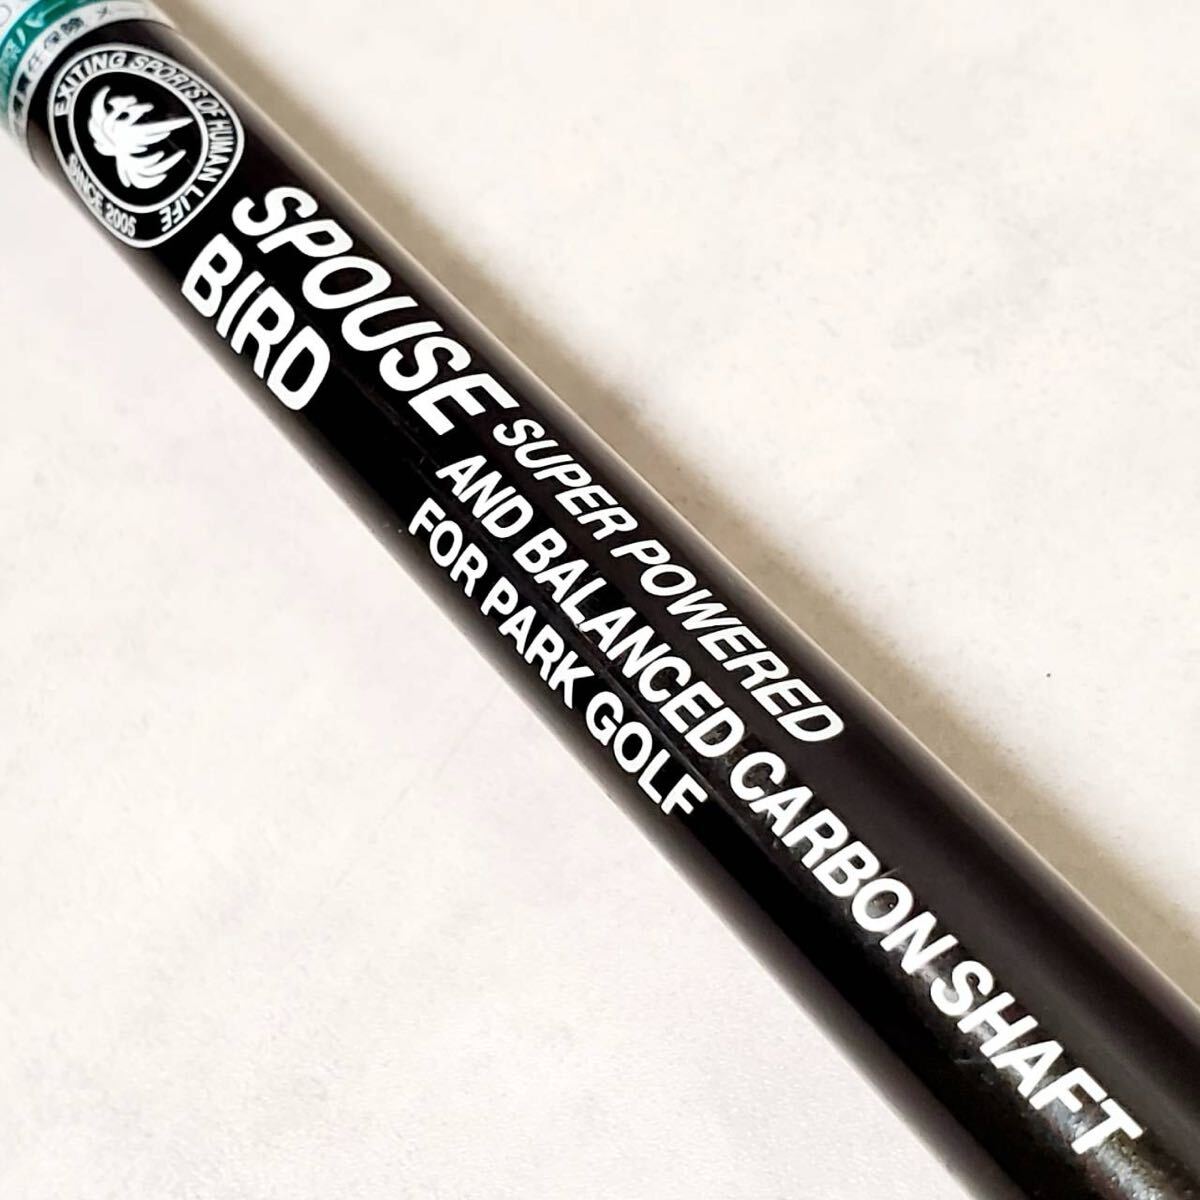 EXITING SPORTS OF HUMAN LIFE
SINCE 2005
SPOUSE
BIRD
SUPER POWERED
AND BALANCED CARBON SHAFT
FOR PARK GOLF